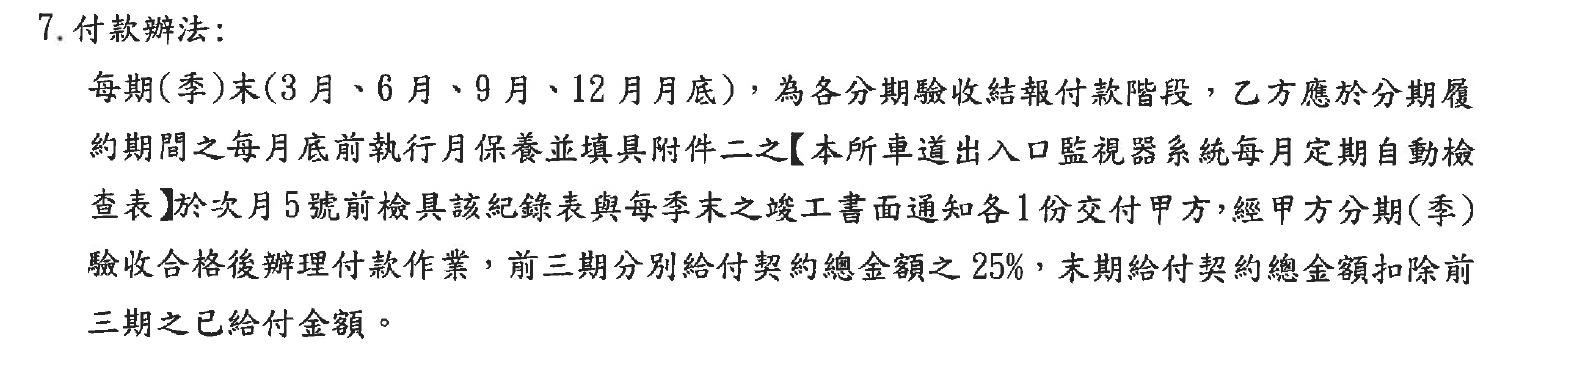 7.付款辦法:
每期(季)末(3月、6月、9月、12月月底)，為各分期驗收結報付款階段，乙方應於分期履
約期間之每月底前執行月保養並填具附件二之【本所車道出入口監視器系統每月定期自動檢
查表】於次月5號前檢具該紀錄表與每季末之竣工書面通知各1份交付甲方，經甲方分期(季)
驗收合格後辦理付款作業，前三期分別給付契約總金額之25%，末期給付契約總金額扣除前
三期之已給付金額。